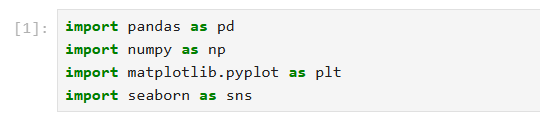 [1]: import pandas as pd
import numpy as np
import matplotlib.pyplot as plt
import seaborn as sns